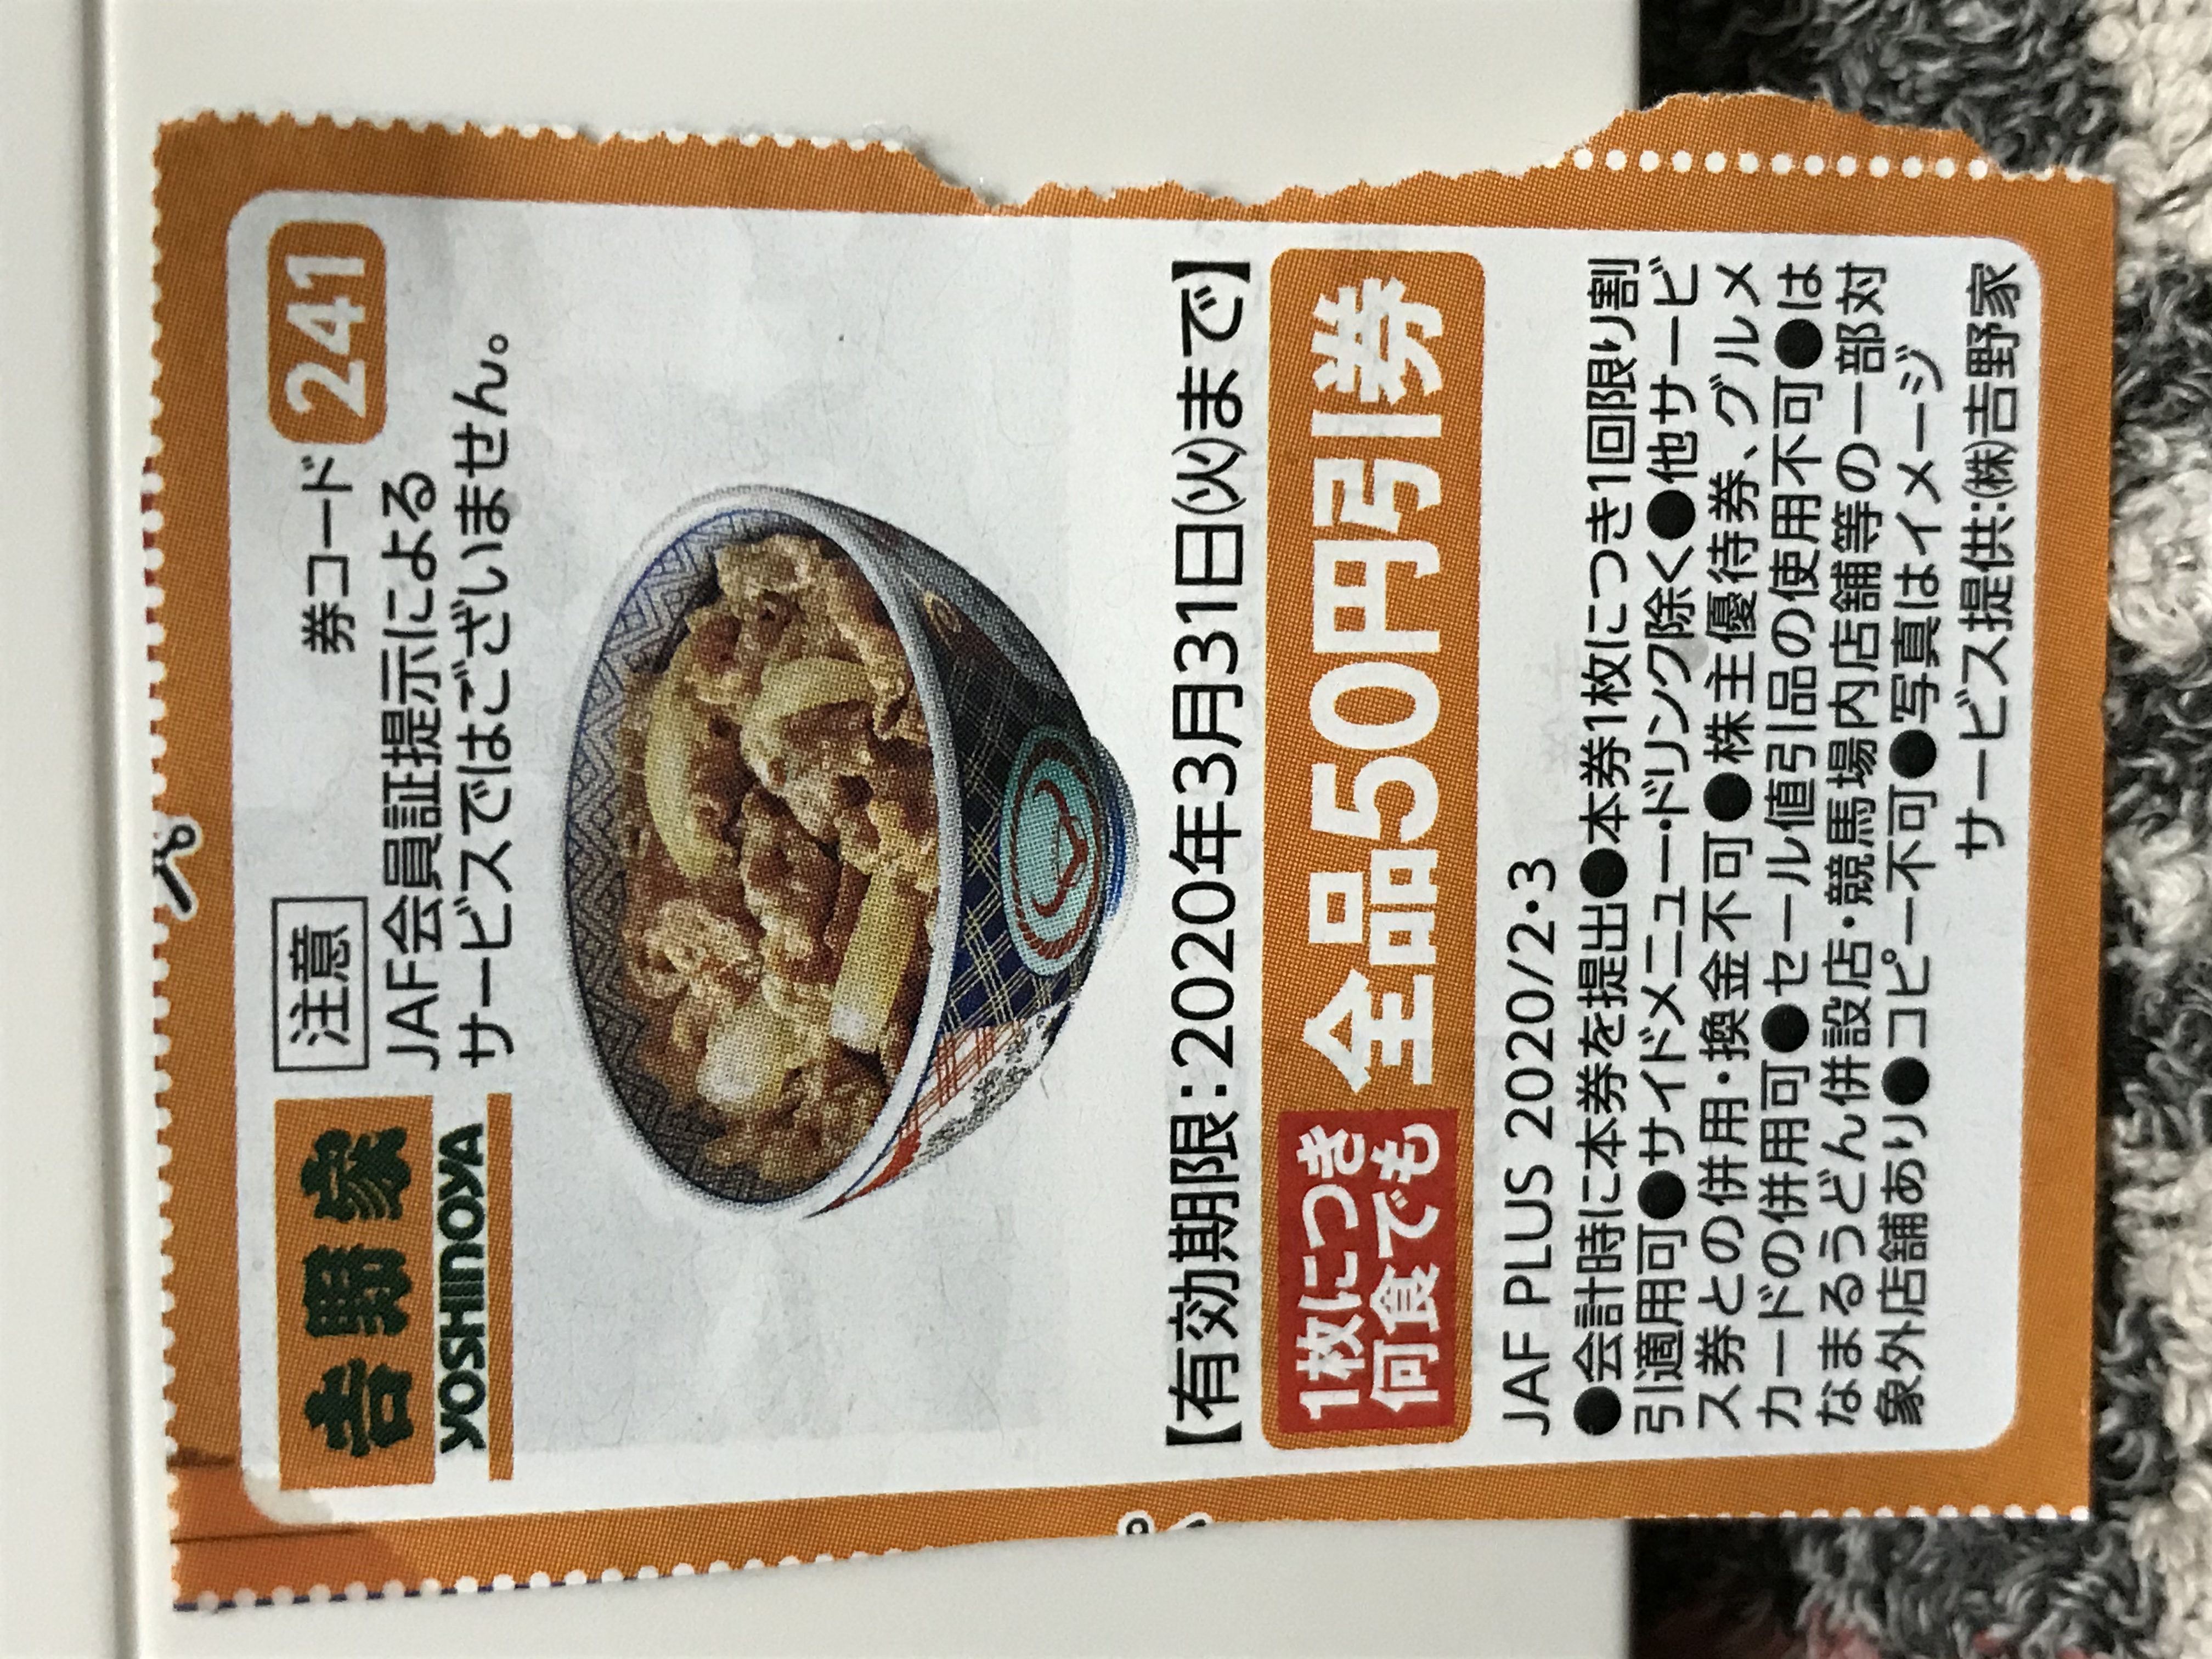 吉野家
YOSHINOYA
注意
券コード 241
JAF会員証提示による
サービスではございません。
【有効期限:2020年3月31日(火)まで】
1枚につき
何食でも
全品50円引券
JAF PLUS 2020/2・3
●会計時に本券を提出●本券1枚につき1回限り割
引適用可●サイドメニュー・ドリンク除く●他サービ
ス券との併用・換金不可●株主優待券、グルメ
カードの併用可●セール値引品の使用不可●は
なまるうどん併設店・競馬場内店舗等の一部対
象外店舗あり●コピー不可●写真はイメージ
サービス提供:㈱吉野家